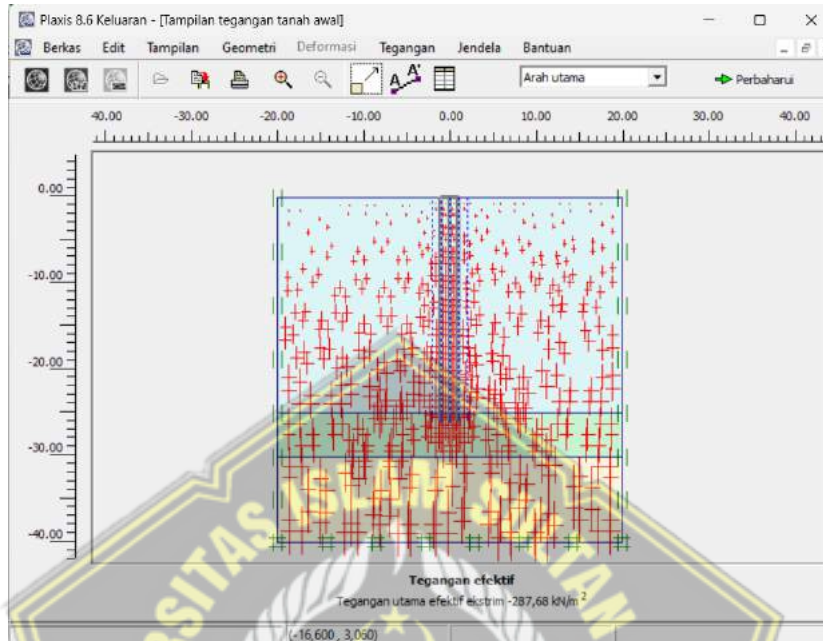 Plaxis 8.6 Keluaran - [Tampilan tegangan tanah awal]
Berkas Edit Tampilan Geometri Deformasi Tegangan Jendela Bantuan
A A* Arah utama Perbaharui
40.00 -30.00 -20.00 -10.00 0.00 10.00 20.00 30.00 40.00
0.00
-10.00
-20.00
-30.00
-40.00
ISLAM SULTAN
Tegangan efektif
Tegangan utama efektif ekstrim -287,68 kN/m²
(-16,600 , 3,060)